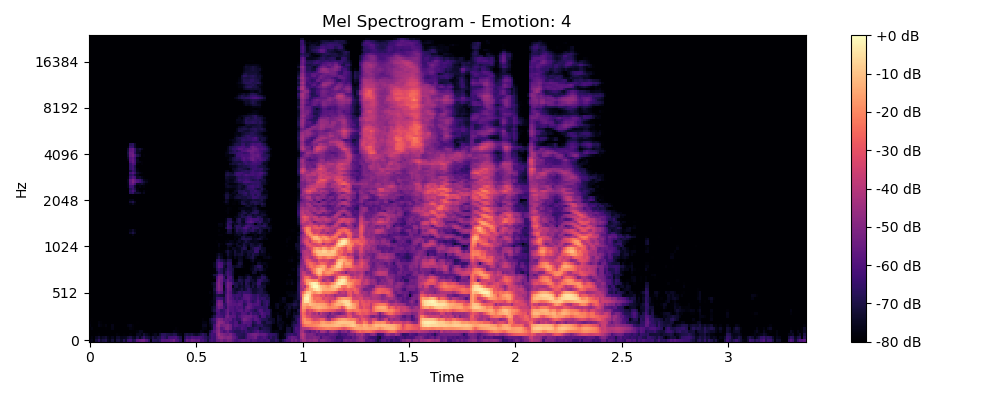 Mel Spectrogram - Emotion: 4
Hz
16384
8192
4096
2048
1024
512
0
0 0.5 1 1.5 2 2.5 3
Time
+0 dB
-10 dB
-20 dB
-30 dB
-40 dB
-50 dB
-60 dB
-70 dB
-80 dB